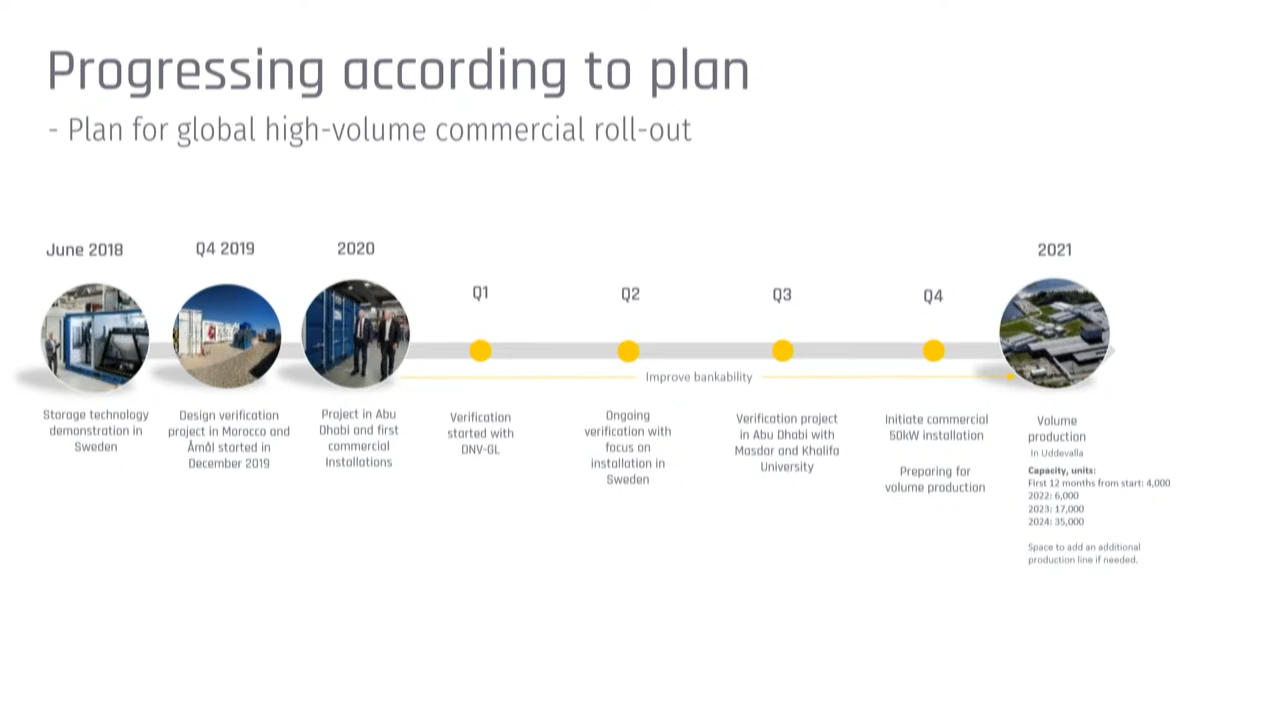 Progressing according to plan
- Plan for global high-volume commercial roll-out
June 2018
Storage technology
demonstration in
Sweden
Q4 2019
Design verification
project in Morocco and
Åmål started in
December 2019
2020
Project in Abu
Dhabi and first
commercial
Installations
Q1
Verification
started with
DNV-GL
Q2
Ongoing
verification with
focus on
installation in
Sweden
Improve bankability
Q3
Verification project
in Abu Dhabi with
Masdar and Khalifa
University
Q4
Initiate commercial
50kW installation
Preparing for
volume production
2021
Volume
production
In Uddevalla
Capacity, units:
First 12 months from start: 4,000
2022: 6,000
2023: 17,000
2024: 35,000
Space to add an additional
production line if needed.